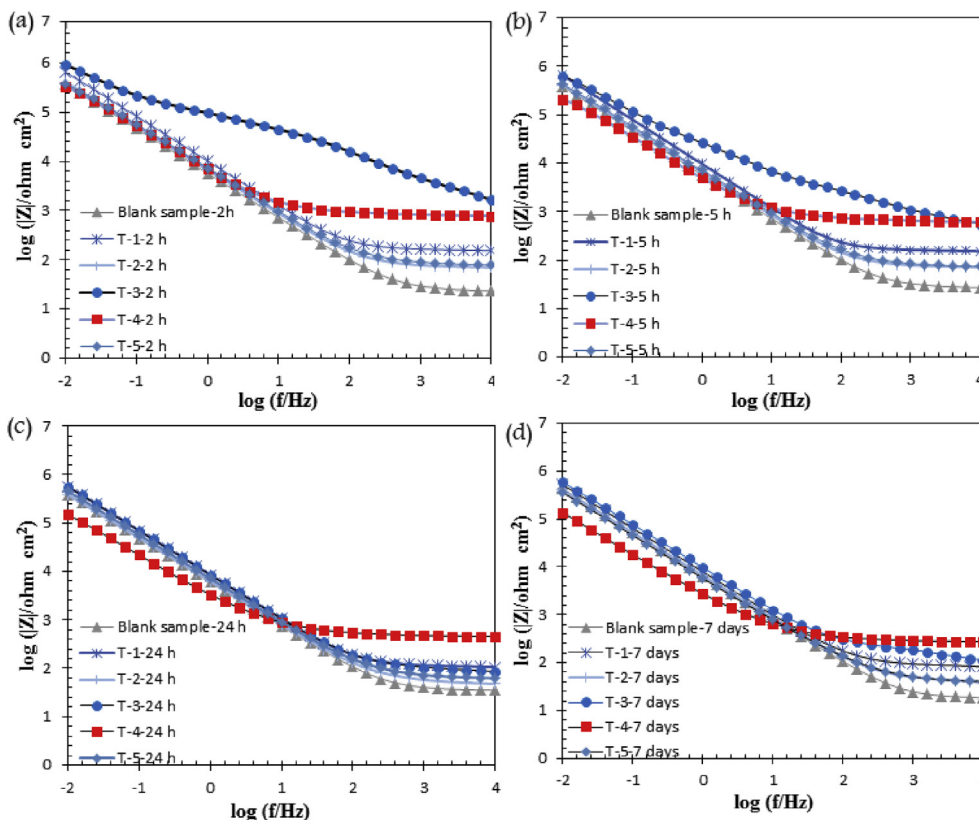 (a)
7
6
5
4
3
2
1
0
-2 -1 0 1 2 3 4
log (|Z|/ohm cm2)
log (f/Hz)
Blank sample-2h
T-1-2 h
T-2-2 h
T-3-2 h
T-4-2 h
T-5-2 h
(b)
7
6
5
4
3
2
1
0
-2 -1 0 1 2 3 4
log (|Z|/ohm cm2)
log (f/Hz)
Blank sample-5 h
T-1-5 h
T-2-5 h
T-3-5 h
T-4-5 h
T-5-5 h
(c)
7
6
5
4
3
2
1
0
-2 -1 0 1 2 3 4
log (|Z|/ohm cm2)
log (f/Hz)
Blank sample-24 h
T-1-24 h
T-2-24 h
T-3-24 h
T-4-24 h
T-5-24 h
(d)
7
6
5
4
3
2
1
0
-2 -1 0 1 2 3
log (|Z|/ohm cm2)
log (f/Hz)
Blank sample-7 days
T-1-7 days
T-2-7 days
T-3-7 days
T-4-7 days
T-5-7 days